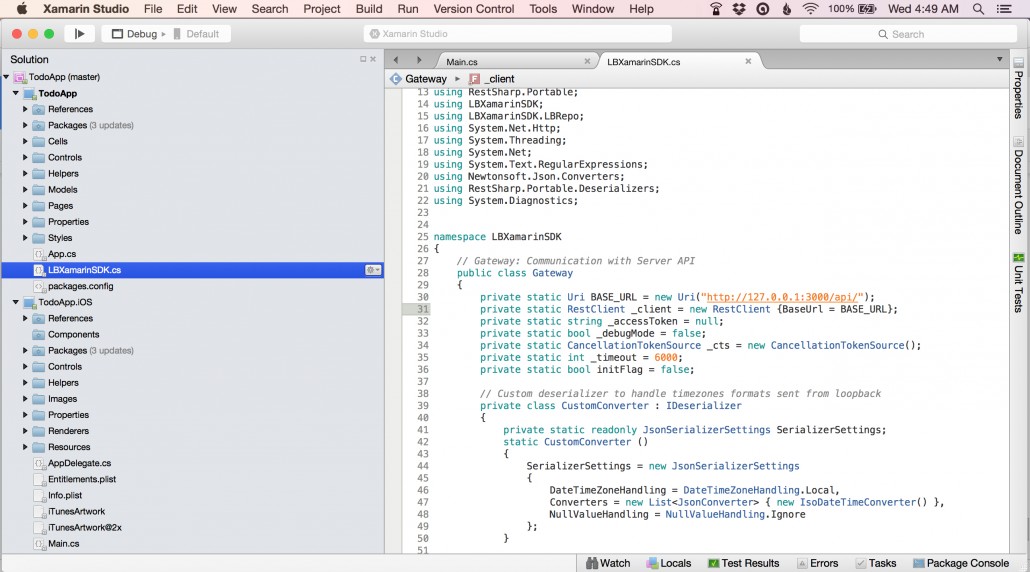 Xamarin Studio File Edit View Search Project Build Run Version Control Tools Window Help 100% Wed 4:49 AM
Debug Default Xamarin Studio Search
Solution
TodoApp (master)
TodoApp
References
Packages (3 updates)
Cells
Controls
Helpers
Models
Pages
Properties
Styles
App.cs
LBXamarinSDK.cs
packages.config
TodoApp.iOS
References
Components
Packages (3 updates)
Controls
Helpers
Images
Properties
Renderers
Resources
AppDelegate.cs
Entitlements.plist
Info.plist
iTunesArtwork
iTunesArtwork@2x
Main.cs
Main.cs LBXamarinSDK.cs
Gateway _client
13 using RestSharp.Portable;
14 using LBXamarinSDK;
15 using LBXamarinSDK.LBRepo;
16 using System.Net.Http;
17 using System.Threading;
18 using System.Net;
19 using System.Text.RegularExpressions;
20 using Newtonsoft.Json.Converters;
21 using RestSharp.Portable.Deserializers;
22 using System.Diagnostics;
23
24
25 namespace LBXamarinSDK
26 {
27 // Gateway: Communication with Server API
28 public class Gateway
29 {
30 private static Uri BASE_URL = new Uri("http://127.0.0.1:3000/api/");
31 private static RestClient _client = new RestClient {BaseUrl = BASE_URL};
32 private static string _accessToken = null;
33 private static bool _debugMode = false;
34 private static CancellationTokenSource _cts = new CancellationTokenSource();
35 private static int _timeout = 6000;
36 private static bool initFlag = false;
37
38 // Custom deserializer to handle timezones formats sent from loopback
39 private class CustomConverter : IDeserializer
40 {
41 private static readonly JsonSerializerSettings SerializerSettings;
42 static CustomConverter ()
43 {
44 SerializerSettings = new JsonSerializerSettings
45 {
46 DateTimeZoneHandling = DateTimeZoneHandling.Local,
47 Converters = new List<JsonConverter> { new IsoDateTimeConverter() },
48 NullValueHandling = NullValueHandling.Ignore
49 };
50 }
51
Properties
Document Outline
Unit Tests
Watch Locals Test Results Errors Tasks Package Console